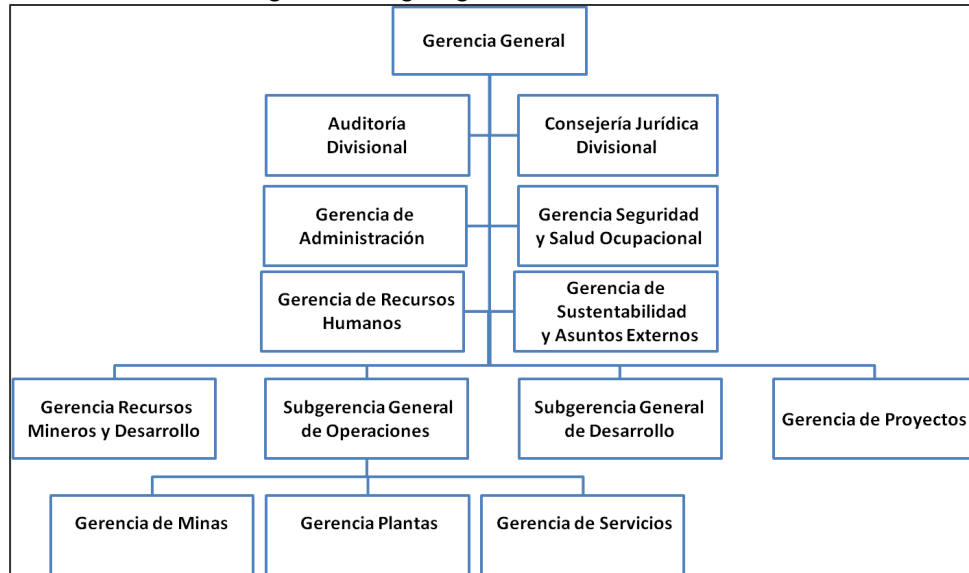 Gerencia General
Auditoría
Divisional
Consejería Jurídica
Divisional
Gerencia de
Administración
Gerencia Seguridad
y Salud Ocupacional
Gerencia de Recursos
Humanos
Gerencia de
Sustentabilidad
y Asuntos Externos
Gerencia Recursos
Mineros y Desarrollo
Subgerencia General
de Operaciones
Subgerencia General
de Desarrollo
Gerencia de Proyectos
Gerencia de Minas
Gerencia Plantas
Gerencia de Servicios